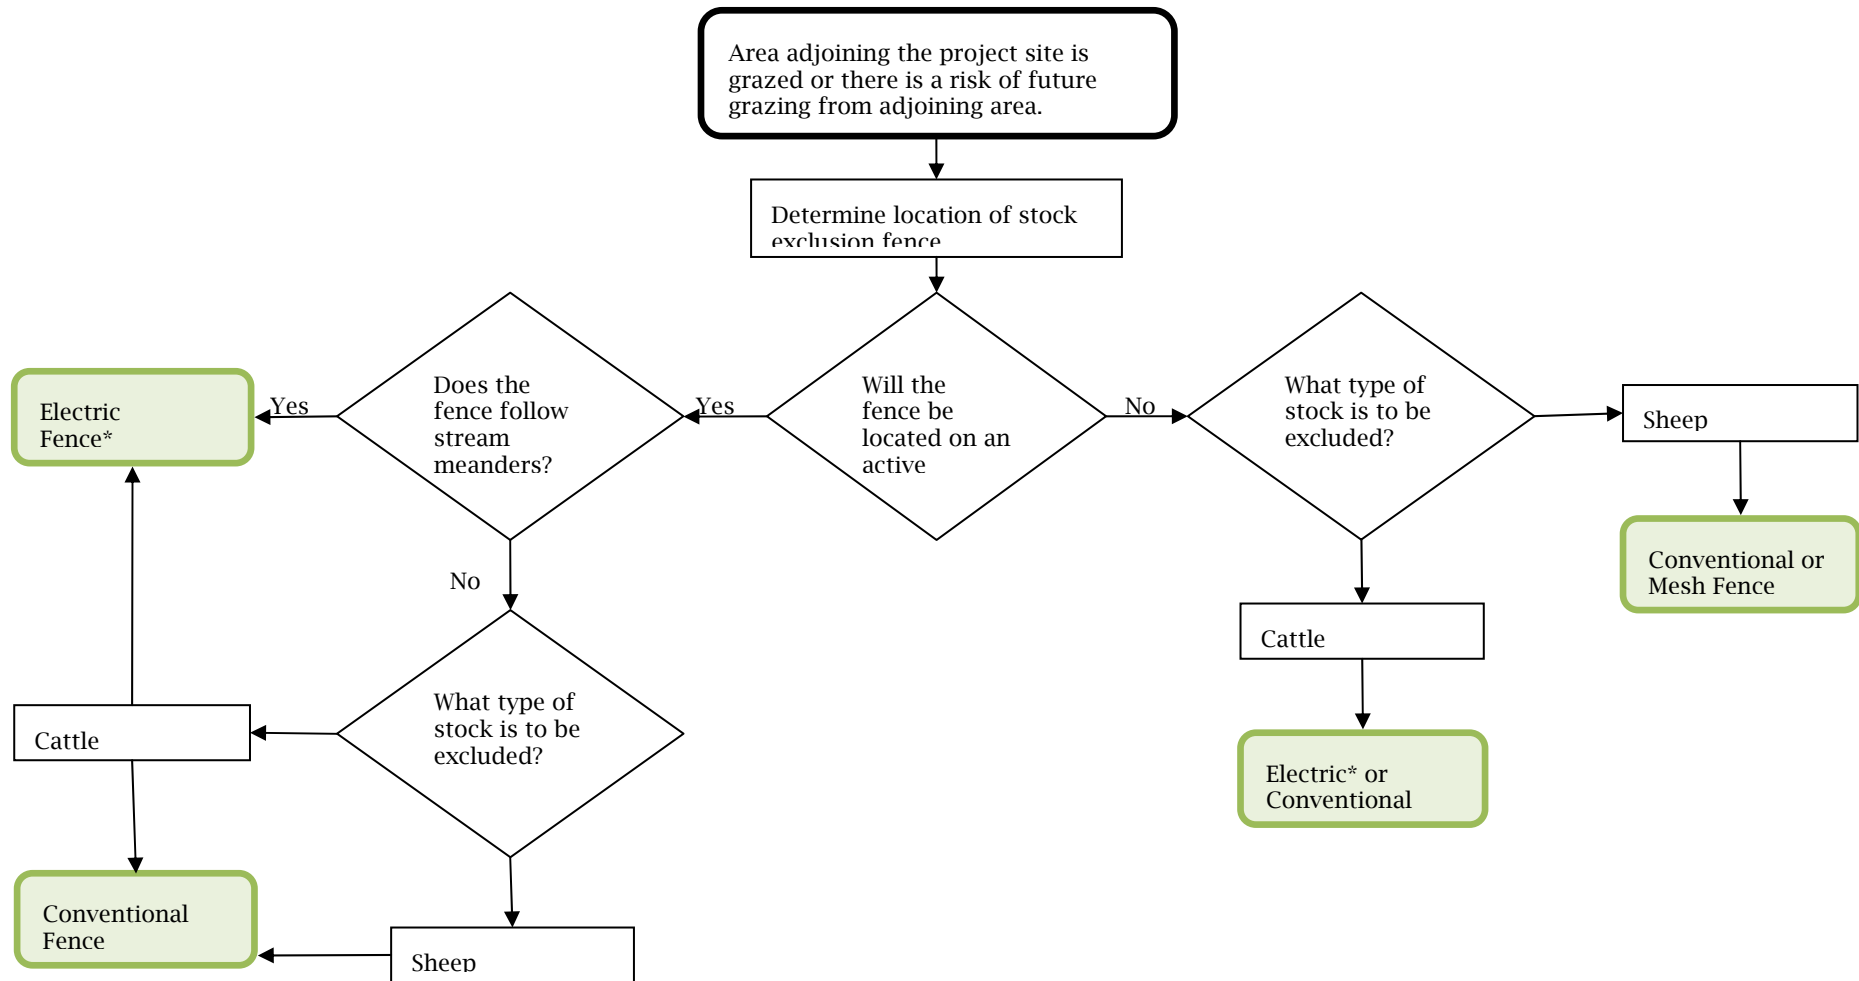 Area adjoining the project site is
grazed or there is a risk of future
grazing from adjoining area.
Determine location of stock
exclusion fence
Does the
fence follow
stream
meanders?
Will the
fence be
located on an
active
What type of
stock is to be
excluded?
Electric
Fence*
Yes
Yes
No
Sheep
Conventional or
Mesh Fence
No
Cattle
What type of
stock is to be
excluded?
Cattle
Electric* or
Conventional
Conventional
Fence
Sheep